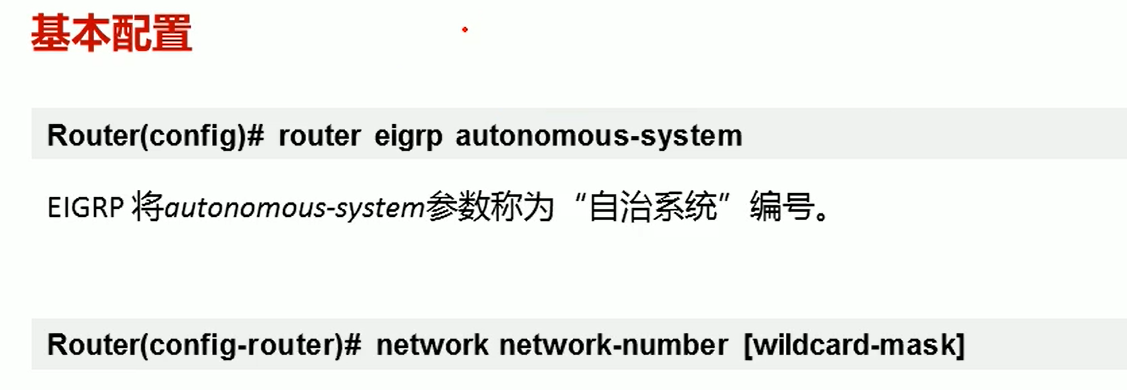 基本配置
Router(config)# router eigrp autonomous-system
EIGRP 将autonomous-system参数称为“自治系统”编号。
Router(config-router)# network network-number [wildcard-mask]